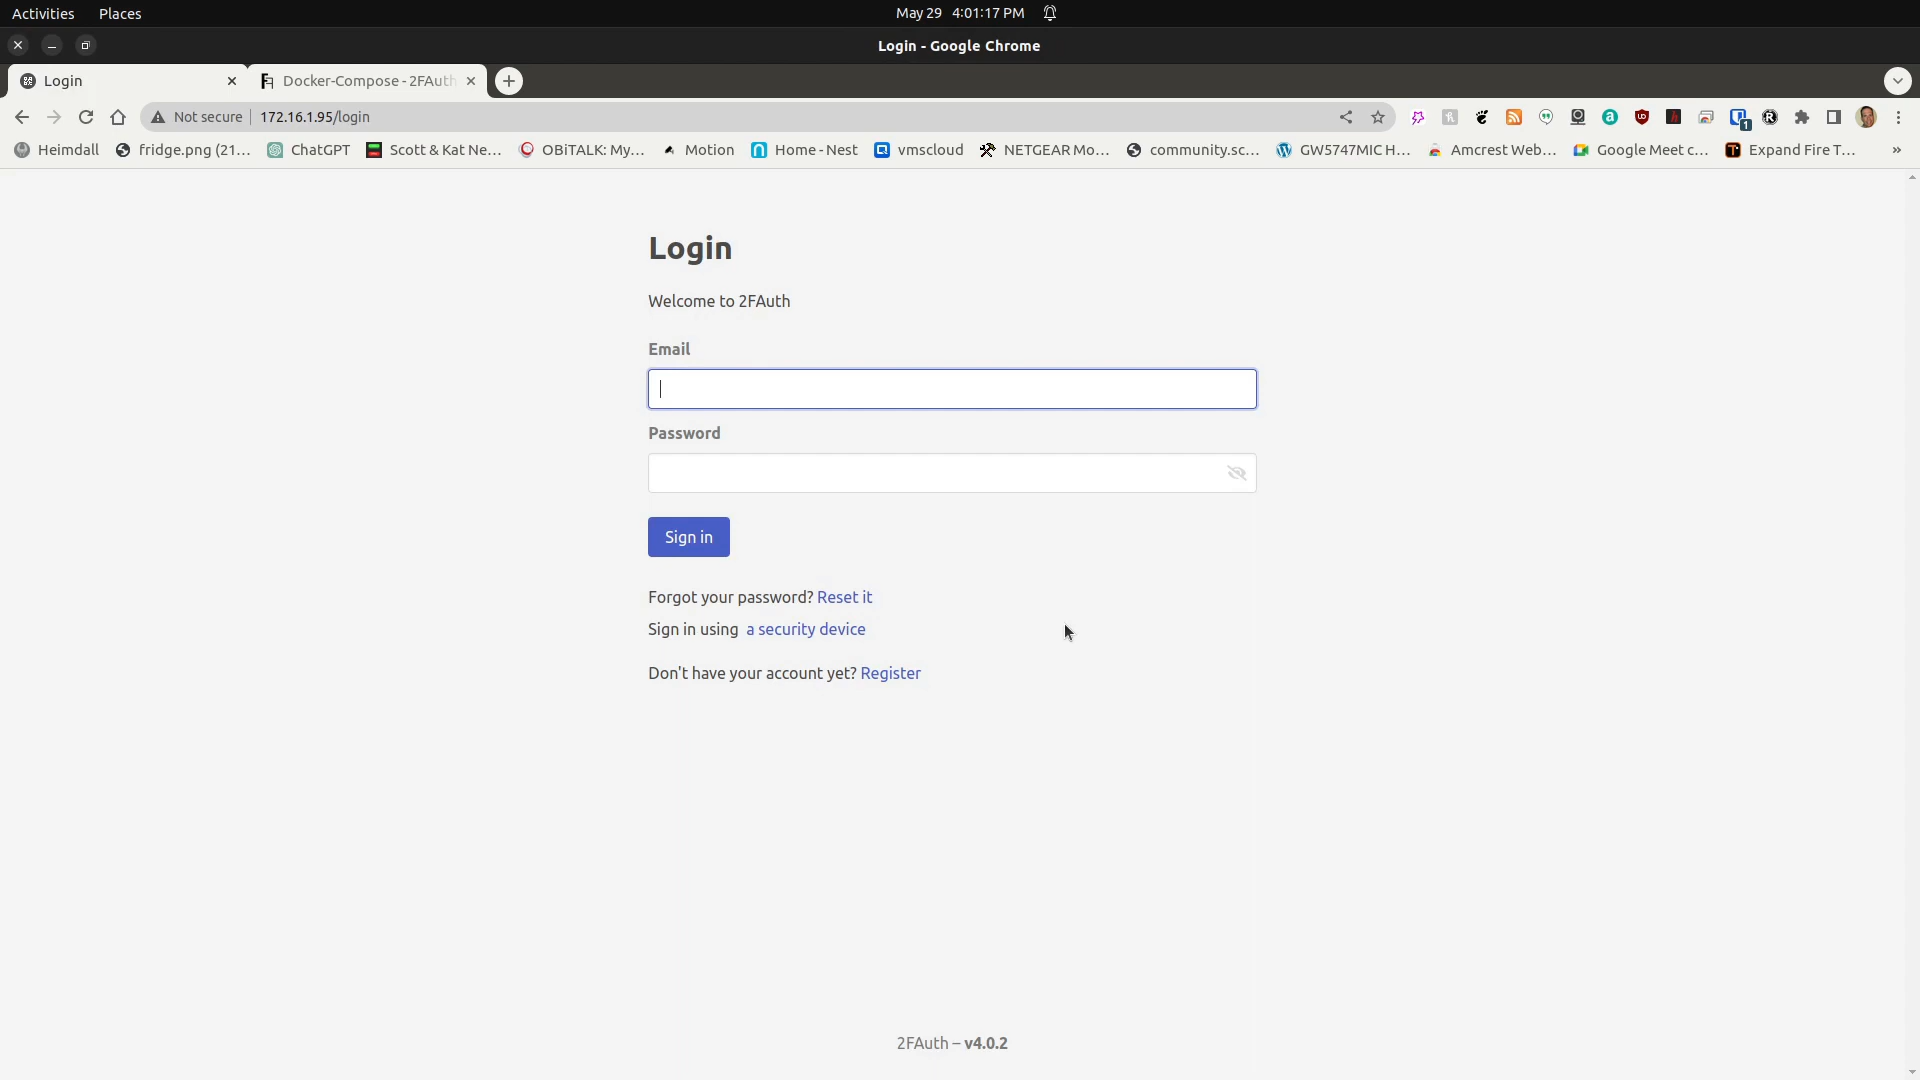 Activities Places May 29 4:01:17 PM
Login - Google Chrome
Login Docker-Compose - 2FAuth
Not secure 172.16.1.95/login 1
Heimdall fridge.png (21... ChatGPT Scott & Kat Ne... OBiTALK: My... Motion Home - Nest vmscloud NETGEAR Mo... community.sc... GW5747MIC H... Amcrest Web... Google Meet c... Expand Fire T... »
Login
Welcome to 2FAuth
Email
Password
Sign in
Forgot your password? Reset it
Sign in using a security device
Don't have your account yet? Register
2FAuth – v4.0.2